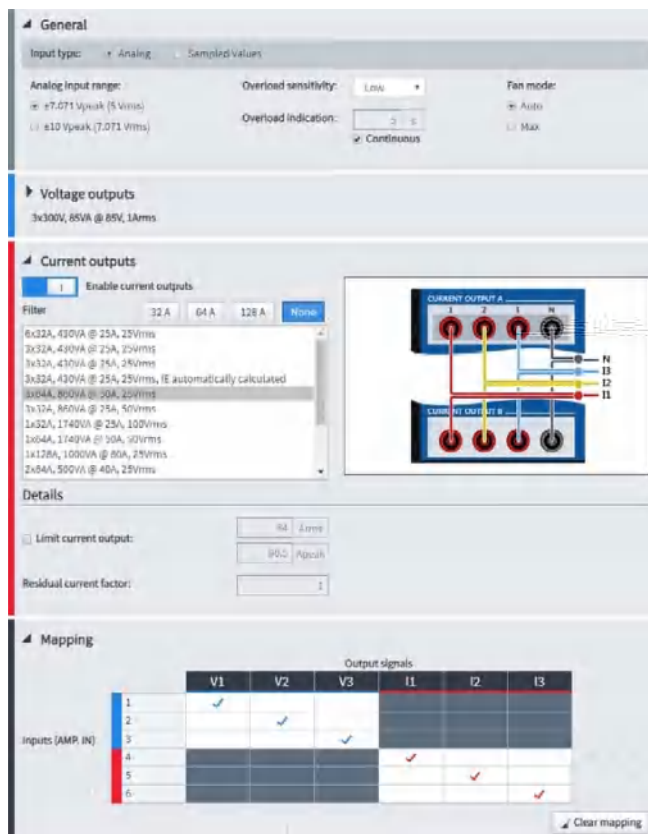 General
Input type: Analog Sampled Values
Analog input range: Overload sensitivity: Low Fan mode:
±7.071 Vpeak (5 Vrms) Auto
±10 Vpeak (7.071 Vrms) Overload indication: s Max
Continuous
Voltage outputs
3x300V, 85VA @ 85V, 1Arms
Current outputs
I Enable current outputs
Filter 32 A 64 A 128 A None
6x32A, 430VA @ 25A, 25Vrms
3x32A, 430VA @ 25A, 25Vrms
3x32A, 430VA @ 25A, 25Vrms
3x32A, 430VA @ 25A, 25Vrms, IE automatically calculated
3x64A, 860VA @ 50A, 25Vrms
3x32A, 860VA @ 25A, 50Vrms
1x32A, 1740VA @ 25A, 100Vrms
1x64A, 1740VA @ 50A, 50Vrms
1x128A, 1000VA @ 80A, 25Vrms
2x64A, 500VA @ 40A, 25Vrms
CURRENT OUTPUT A
1 2 3 N
N
I3
I2
I1
CURRENT OUTPUT B
Details
Limit current output: 64 Arms
90.5 Apeak
Residual current factor: 1
Mapping
Output signals
V1 V2 V3 I1 I2 I3
1
2
Inputs (AMP. IN) 3
4
5
6
Clear mapping